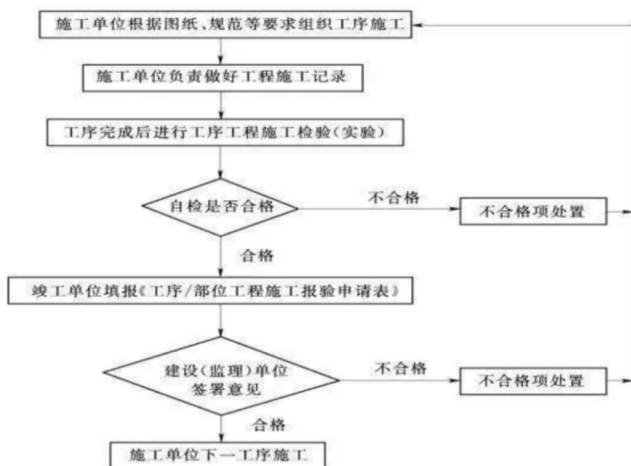 施工单位根据图纸、规范等要求组织工序施工
施工单位负责做好工程施工记录
工序完成后进行工序工程施工检验(实验)
自检是否合格
不合格
不合格项处置
合格
竣工单位填报《工序/部位工程施工报验申请表》
建设(监理)单位
签署意见
不合格
不合格项处置
合格
施工单位下一工序施工